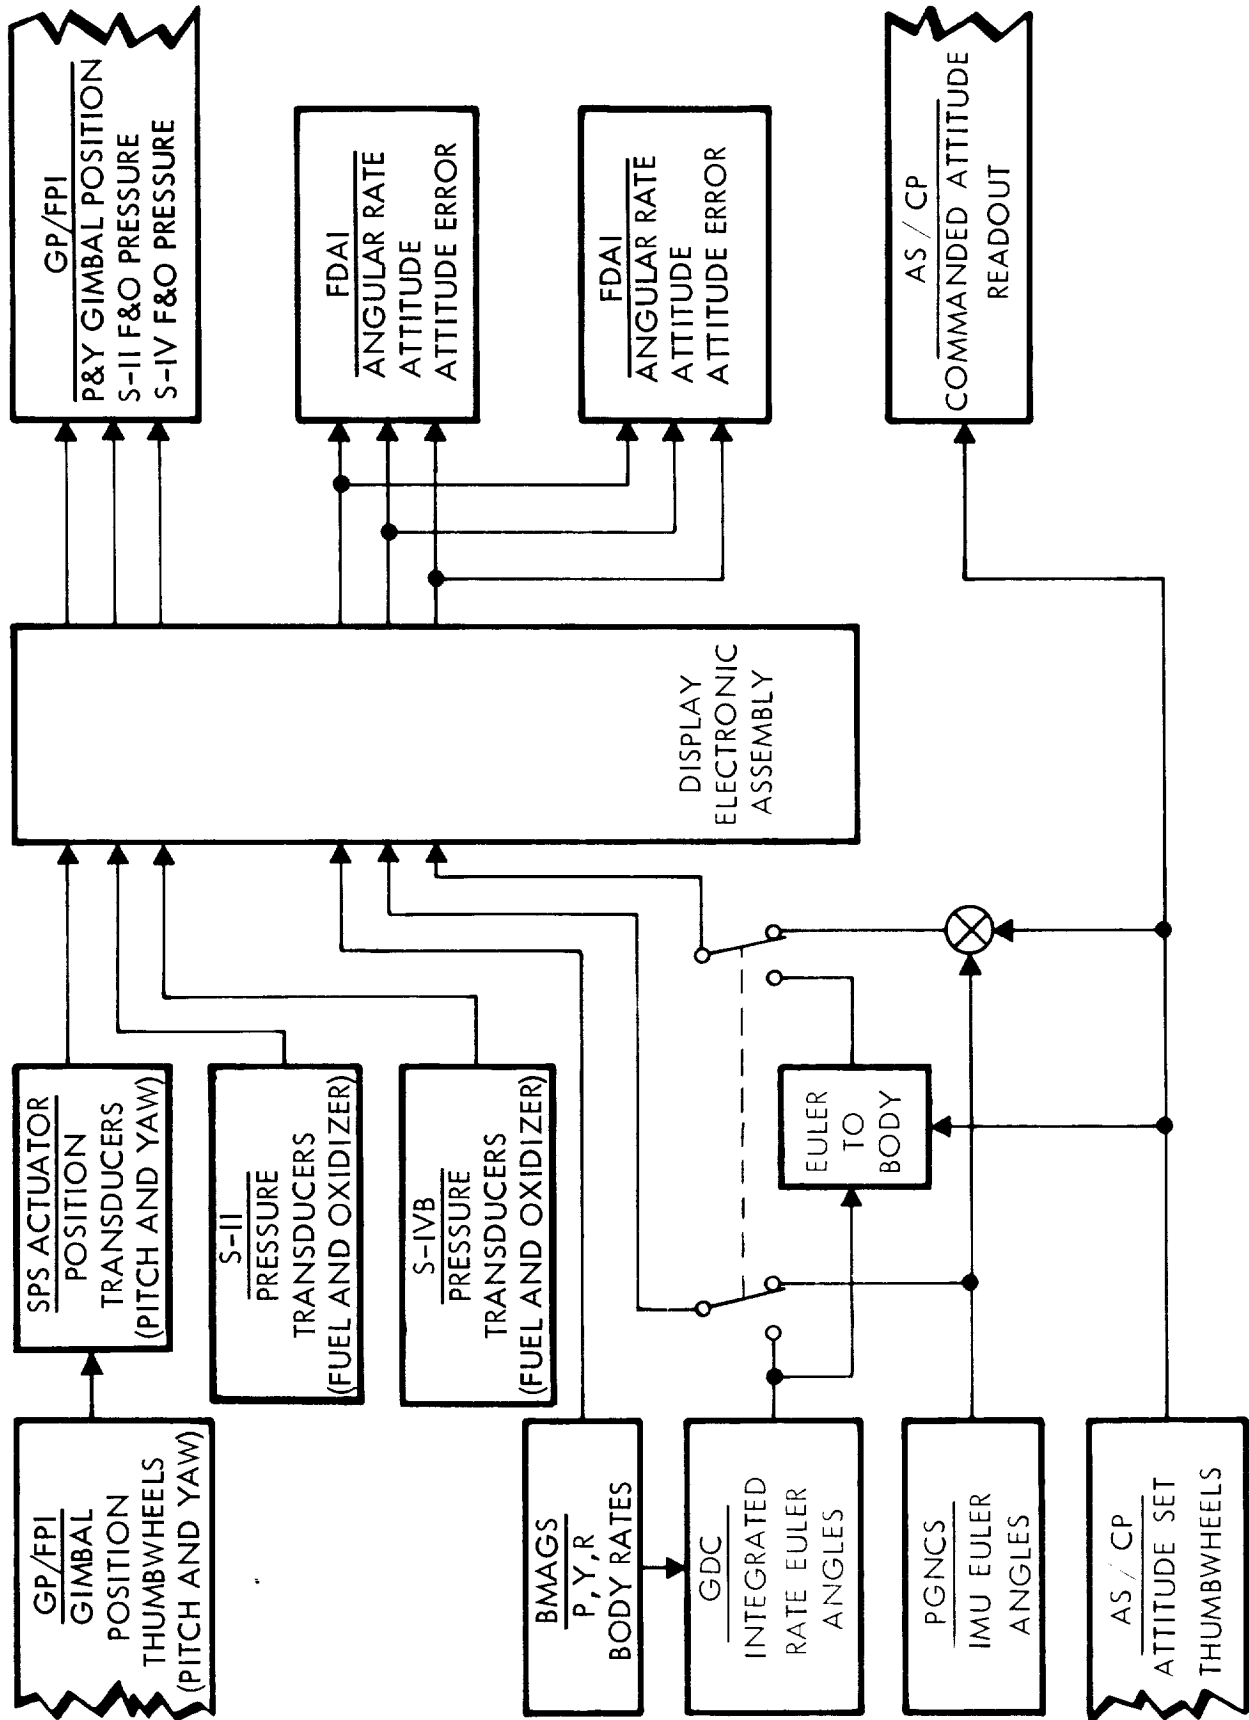 GP/FPI
GIMBAL
POSITION
THUMBWHEELS
(PITCH AND YAW)
SPS ACTUATOR
POSITION
TRANSDUCERS
(PITCH AND YAW)
S-II
PRESSURE
TRANSDUCERS
(FUEL AND OXIDIZER)
S-IVB
PRESSURE
TRANSDUCERS
(FUEL AND OXIDIZER)
BMAGS
P,Y,R
BODY RATES
GDC
INTEGRATED
RATE EULER
ANGLES
PGNCS
IMU EULER
ANGLES
AS / CP
ATTITUDE SET
THUMBWHEELS
EULER
TO
BODY
DISPLAY
ELECTRONIC
ASSEMBLY
GP/FPI
P&Y GIMBAL POSITION
S-II F&O PRESSURE
S-IV F&O PRESSURE
FDAI
ANGULAR RATE
ATTITUDE
ATTITUDE ERROR
FDAI
ANGULAR RATE
ATTITUDE
ATTITUDE ERROR
AS / CP
COMMANDED ATTITUDE
READOUT